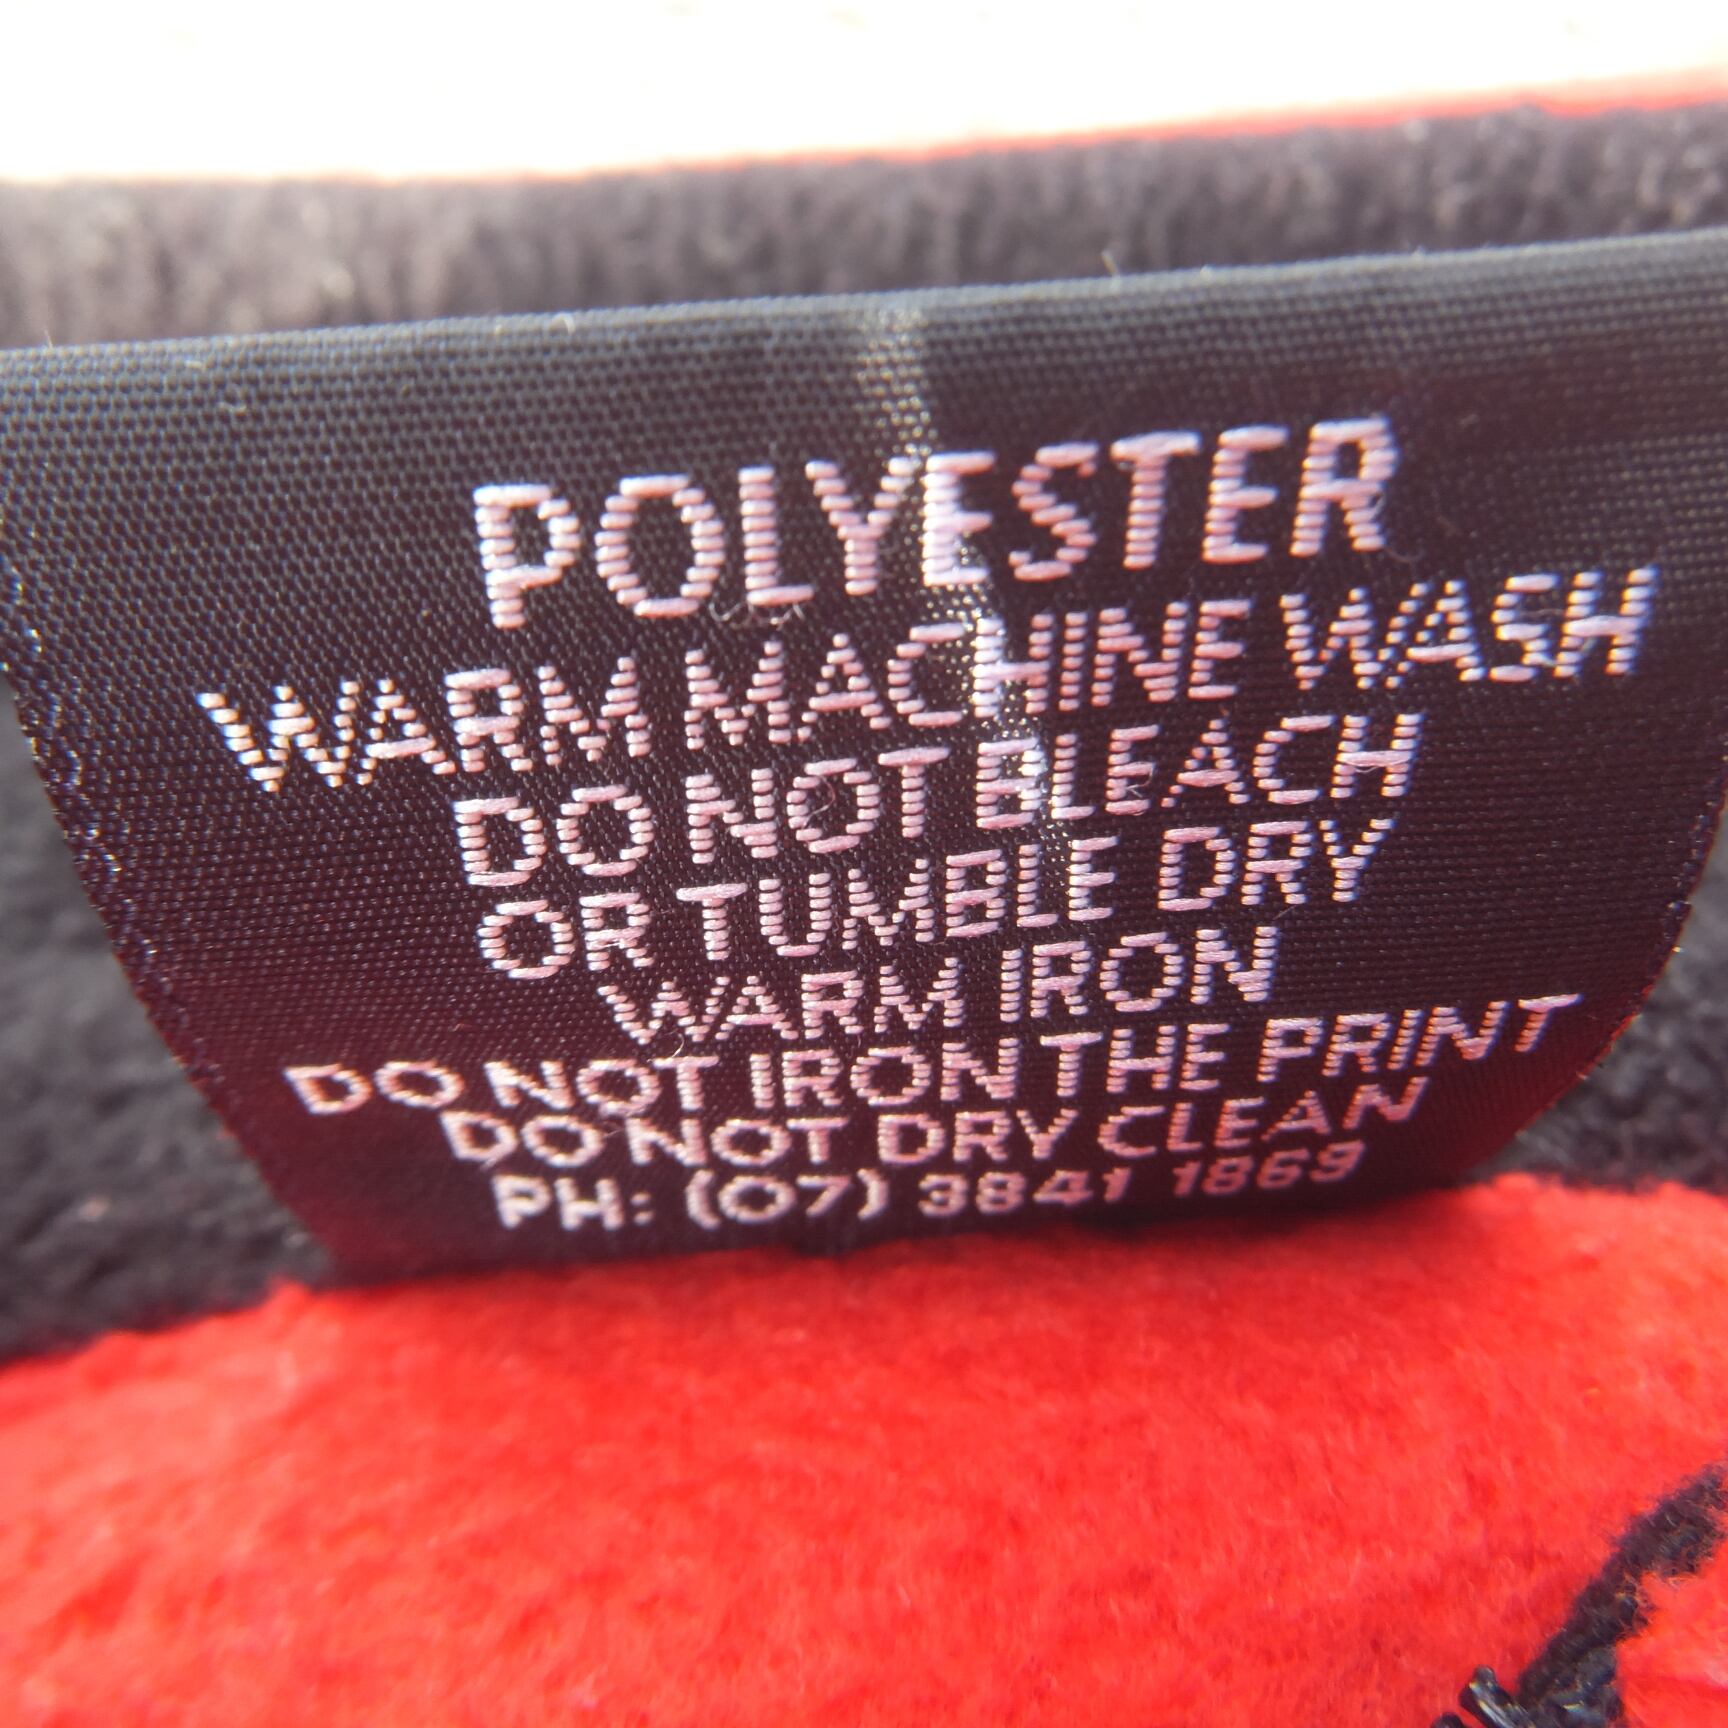 POLYESTER
WARM MACHINE WASH
DO NOT BLEACH
OR TUMBLE DRY
WARM IRON
DO NOT IRON THE PRINT
DO NOT DRY CLEAN
PH: (07) 3841 1869